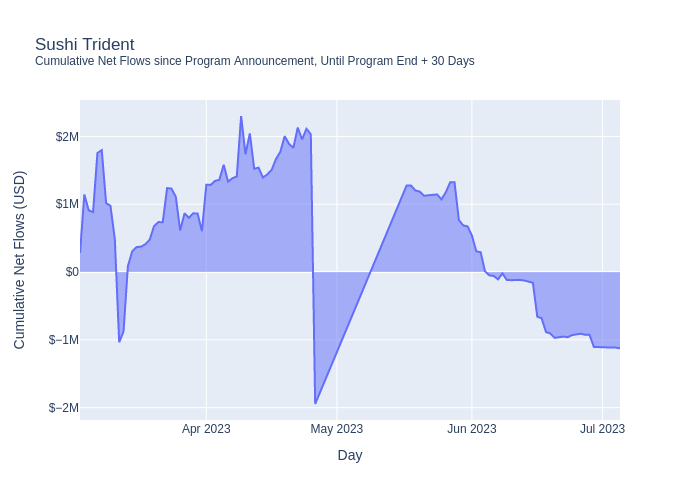 Sushi Trident
Cumulative Net Flows since Program Announcement, Until Program End + 30 Days
Cumulative Net Flows (USD)
$2M
$1M
$0
$−1M
$−2M
Apr 2023
May 2023
Jun 2023
Jul 2023
Day